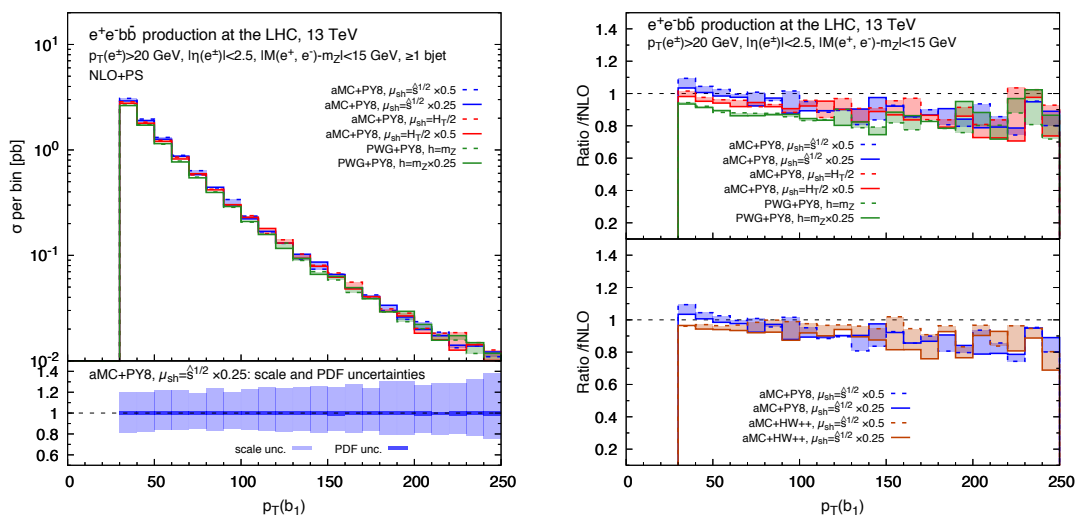 e⁺e⁻bb̄ production at the LHC, 13 TeV
p_T(e^±)>20 GeV, |η(e^±)|<2.5, |M(e⁺, e⁻)-m_Z|<15 GeV, ≥1 bjet
NLO+PS
aMC+PY8, μ_sh=ŝ^1/2 ×0.5
aMC+PY8, μ_sh=ŝ^1/2 ×0.25
aMC+PY8, μ_sh=H_T/2
aMC+PY8, μ_sh=H_T/2 ×0.5
PWG+PY8, h=m_Z
PWG+PY8, h=m_Z×0.25
σ per bin [pb]
10^1
10^0
10^-1
10^-2
aMC+PY8, μ_sh=ŝ^1/2 ×0.25: scale and PDF uncertainties
1.4
1.2
1
0.8
0.6
scale unc.
PDF unc.
0 50 100 150 200 250
p_T(b_1)
e⁺e⁻bb̄ production at the LHC, 13 TeV
p_T(e^±)>20 GeV, |η(e^±)|<2.5, |M(e⁺, e⁻)-m_Z|<15 GeV
Ratio /fNLO
1.4
1.2
1
0.8
0.6
0.4
0.2
aMC+PY8, μ_sh=ŝ^1/2 ×0.5
aMC+PY8, μ_sh=ŝ^1/2 ×0.25
aMC+PY8, μ_sh=H_T/2
aMC+PY8, μ_sh=H_T/2 ×0.5
PWG+PY8, h=m_Z
PWG+PY8, h=m_Z×0.25
Ratio /fNLO
1.4
1.2
1
0.8
0.6
0.4
0.2
aMC+PY8, μ_sh=ŝ^1/2 ×0.5
aMC+PY8, μ_sh=ŝ^1/2 ×0.25
aMC+HW++, μ_sh=ŝ^1/2 ×0.5
aMC+HW++, μ_sh=ŝ^1/2 ×0.25
0 50 100 150 200 250
p_T(b_1)